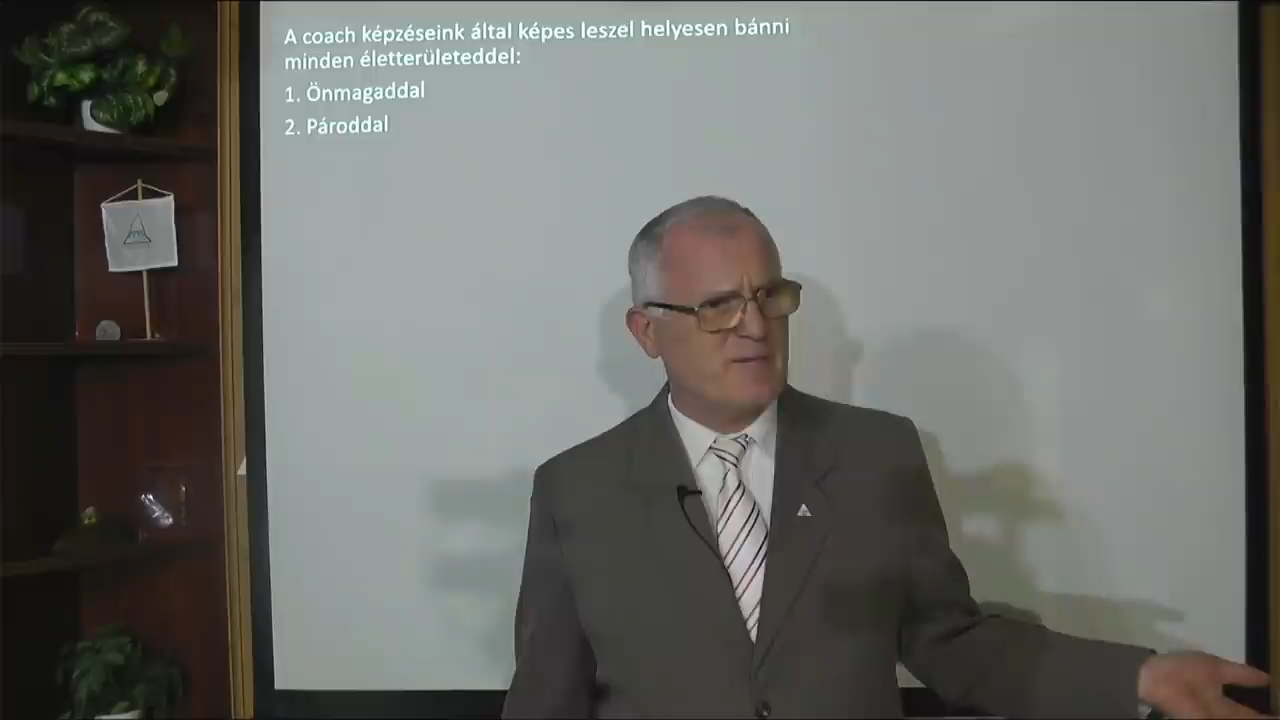 A coach képzéseink által képes leszel helyesen bánni
minden életterületeddel:
1. Önmagaddal
2. Pároddal